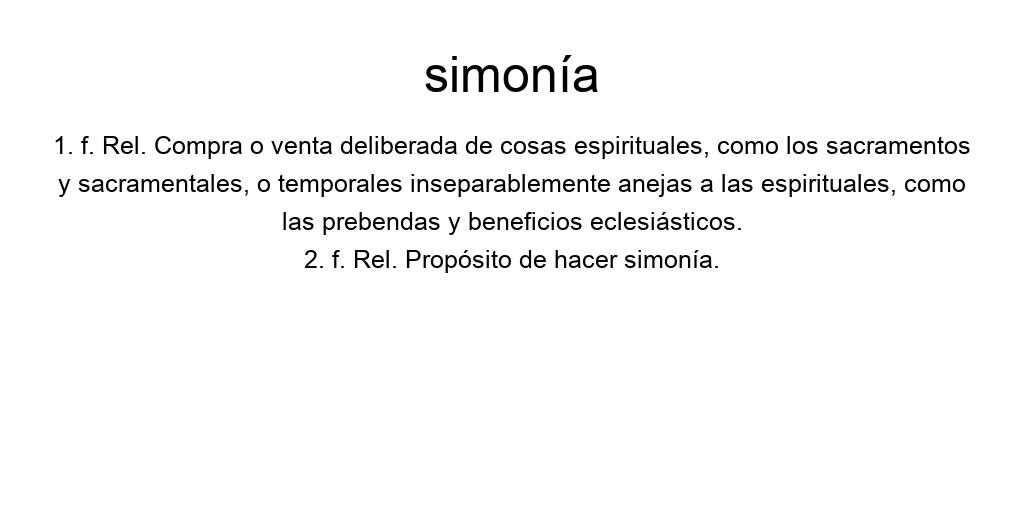 simonía
1. f. Rel. Compra o venta deliberada de cosas espirituales, como los sacramentos
y sacramentales, o temporales inseparablemente anejas a las espirituales, como
las prebendas y beneficios eclesiásticos.
2. f. Rel. Propósito de hacer simonía.